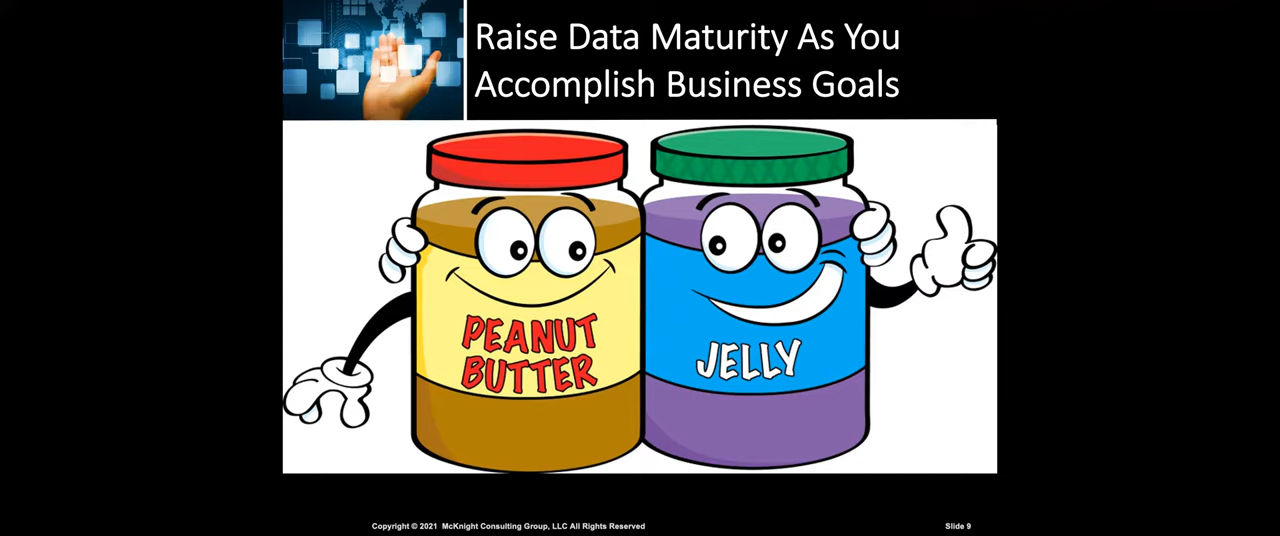 Raise Data Maturity As You
Accomplish Business Goals
PEANUT
BUTTER
JELLY
Copyright © 2021 McKnight Consulting Group, LLC All Rights Reserved
Slide 9